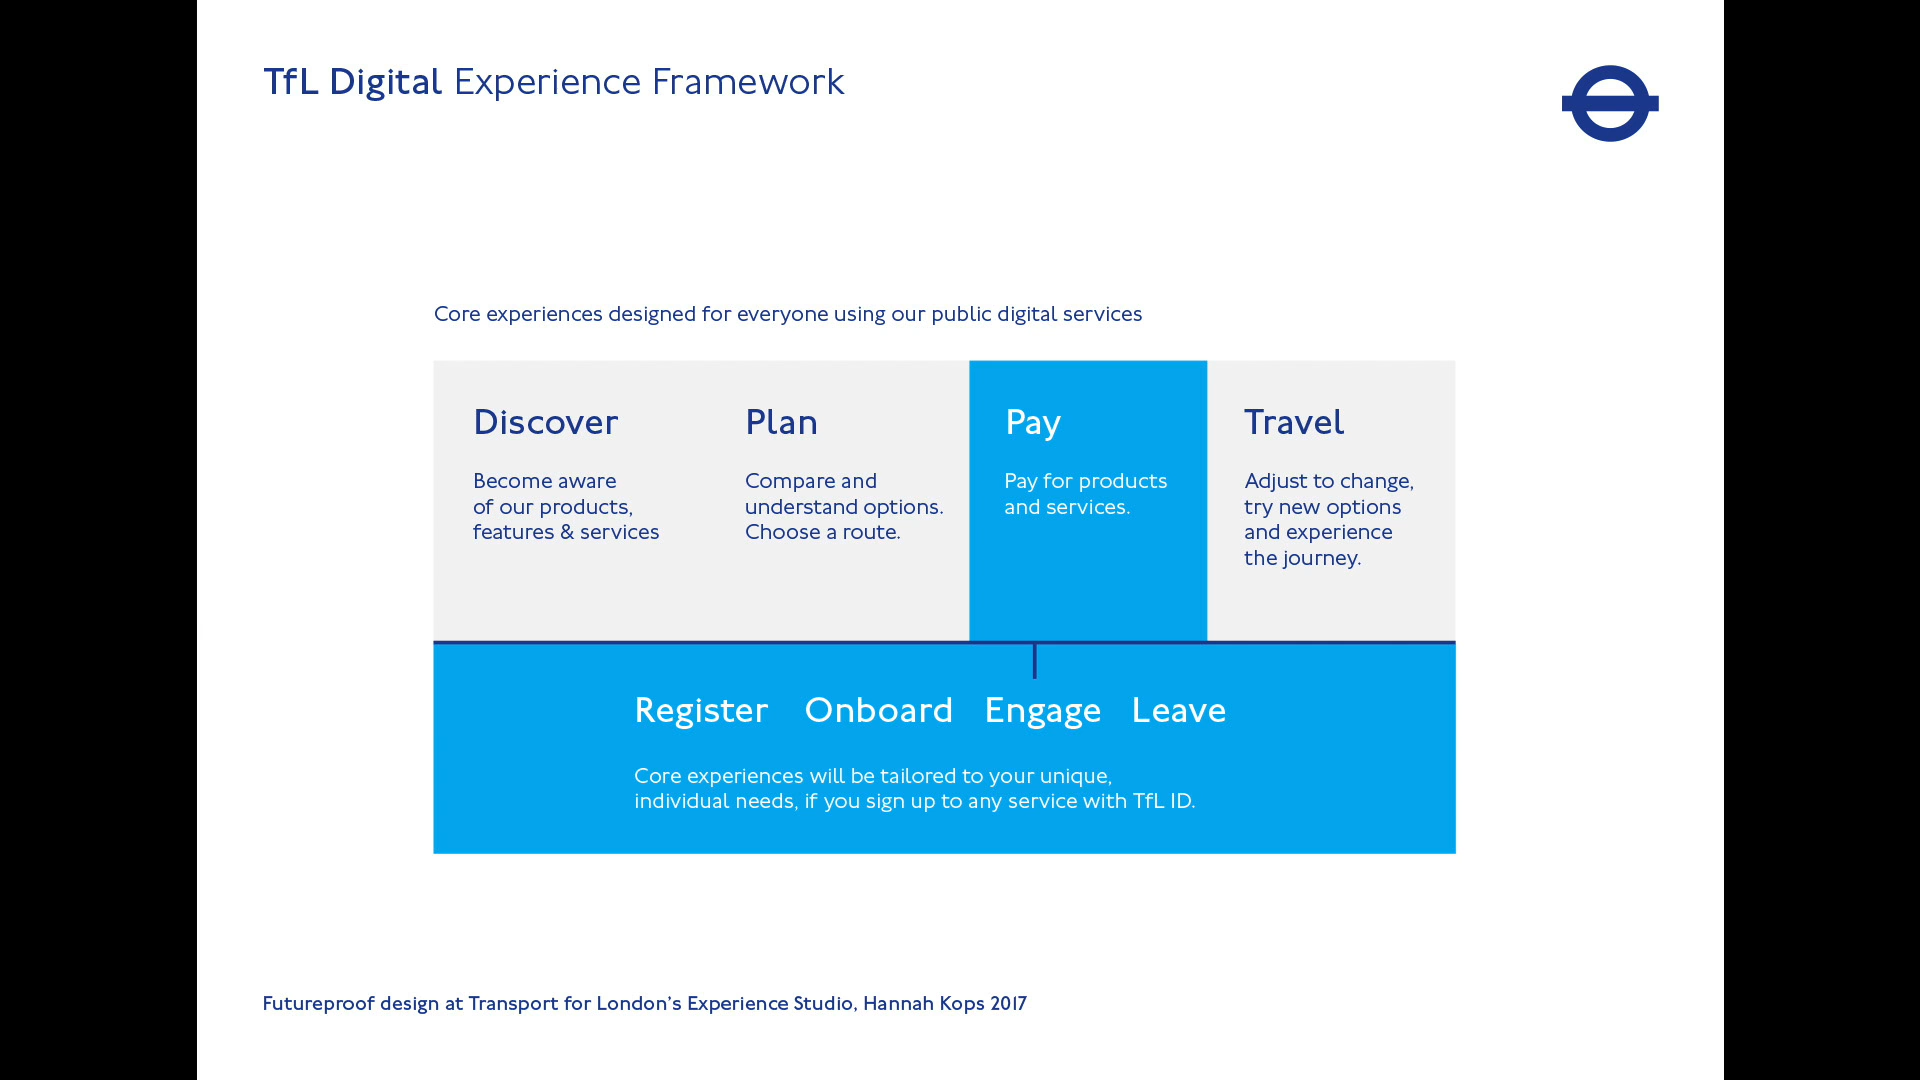 TfL Digital Experience Framework
Core experiences designed for everyone using our public digital services
Discover
Become aware
of our products,
features & services
Plan
Compare and
understand options.
Choose a route.
Pay
Pay for products
and services.
Travel
Adjust to change,
try new options
and experience
the journey.
Register Onboard Engage Leave
Core experiences will be tailored to your unique,
individual needs, if you sign up to any service with TfL ID.
Futureproof design at Transport for London’s Experience Studio, Hannah Kops 2017